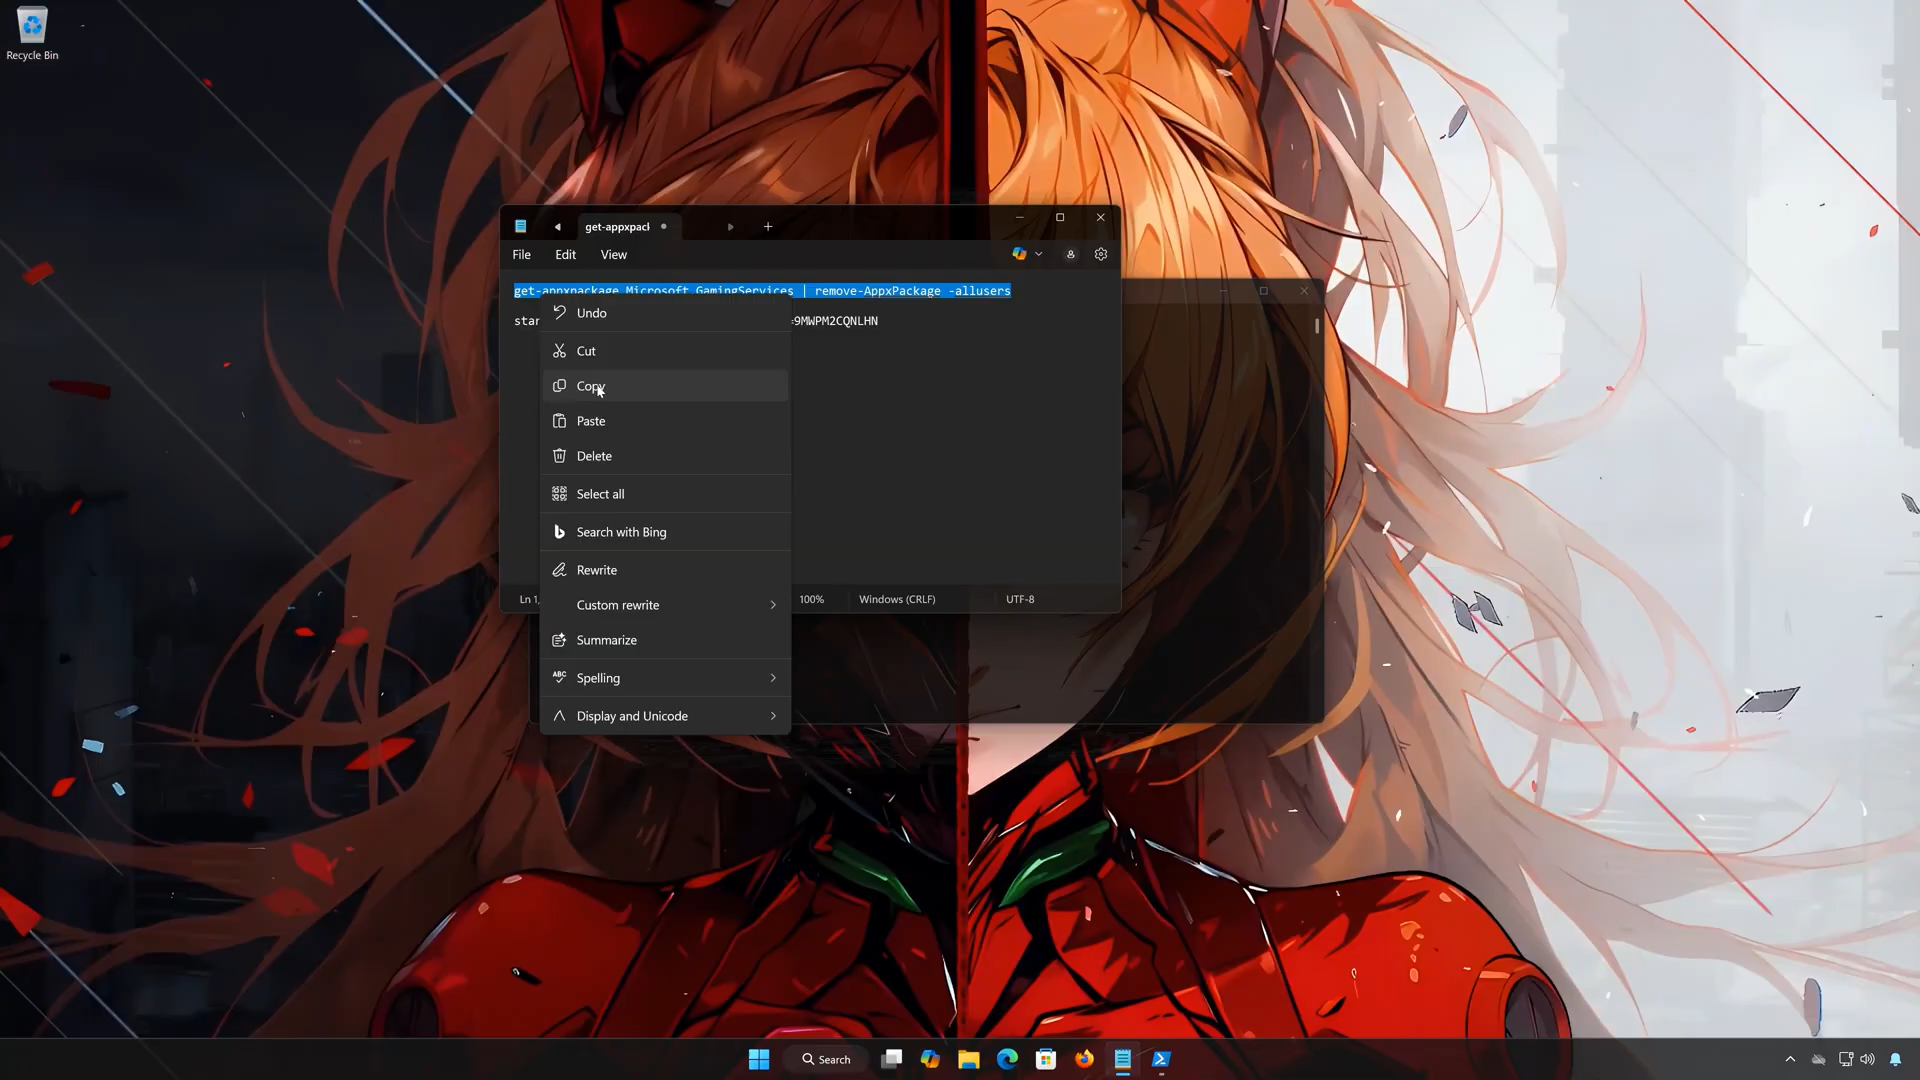 Recycle Bin
get-appxpacl
File
Edit
View
get-appxpackage Microsoft.GamingServices | remove-AppxPackage -allusers
star
=9MWPM2CQNLHN
Undo
Cut
Copy
Paste
Delete
Select all
Search with Bing
Rewrite
Custom rewrite
Summarize
Spelling
Display and Unicode
Ln 1,
100%
Windows (CRLF)
UTF-8
Search